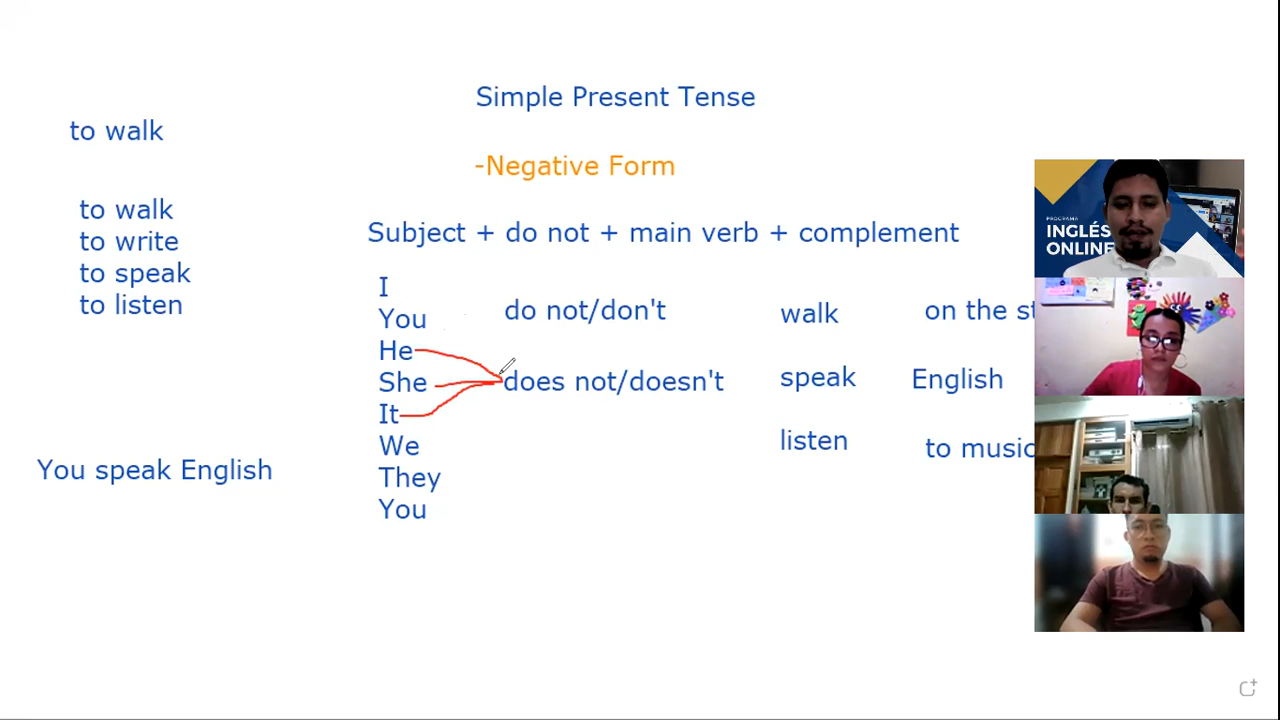 Simple Present Tense
to walk
-Negative Form
to walk
to write
to speak
to listen
Subject + do not + main verb + complement
I
You
He
She
It
We
They
You
do not/don't
does not/doesn't
walk
speak
listen
on the st
English
to music
You speak English
PROGRAMA
INGLÉS
ONLINE